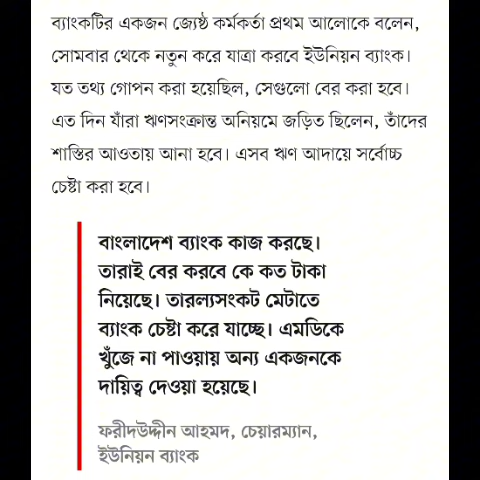 ব্যাংকটির একজন জ্যেষ্ঠ কর্মকর্তা প্রথম আলোকে বলেন,
সোমবার থেকে নতুন করে যাত্রা করবে ইউনিয়ন ব্যাংক।
যত তথ্য গোপন করা হয়েছিল, সেগুলো বের করা হবে।
এত দিন যাঁরা ঋণসংক্রান্ত অনিয়মে জড়িত ছিলেন, তাঁদের
শাস্তির আওতায় আনা হবে। এসব ঋণ আদায়ে সর্বোচ্চ
চেষ্টা করা হবে।
বাংলাদেশ ব্যাংক কাজ করছে।
তারাই বের করবে কে কত টাকা
নিয়েছে। তারল্যসংকট মেটাতে
ব্যাংক চেষ্টা করে যাচ্ছে। এমডিকে
খুঁজে না পাওয়ায় অন্য একজনকে
দায়িত্ব দেওয়া হয়েছে।
ফরীদউদ্দীন আহমদ, চেয়ারম্যান,
ইউনিয়ন ব্যাংক